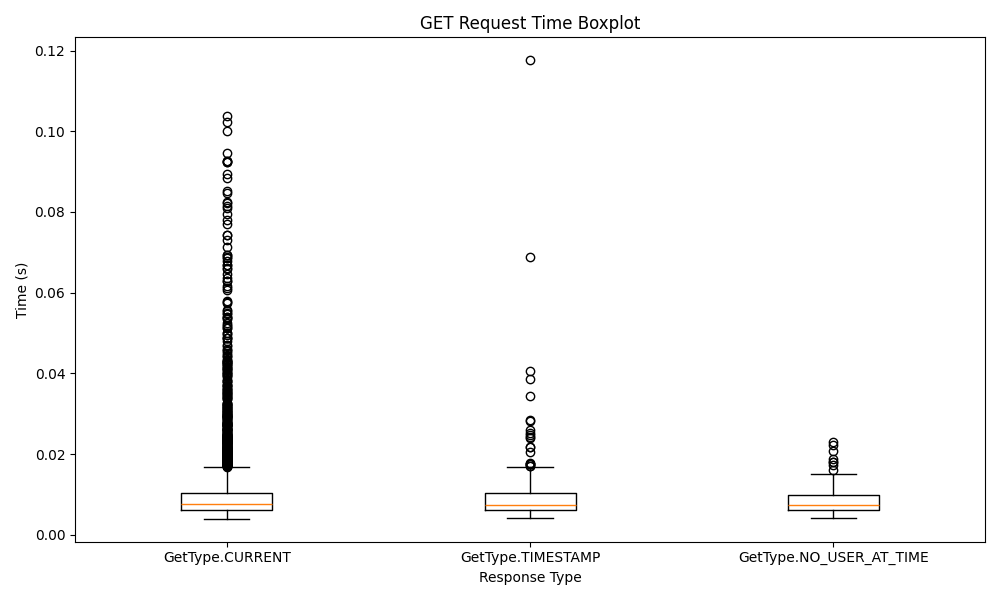 GET Request Time Boxplot
0.12
0.10
0.08
0.06
0.04
0.02
0.00
Time (s)
GetType.CURRENT
GetType.TIMESTAMP
GetType.NO_USER_AT_TIME
Response Type